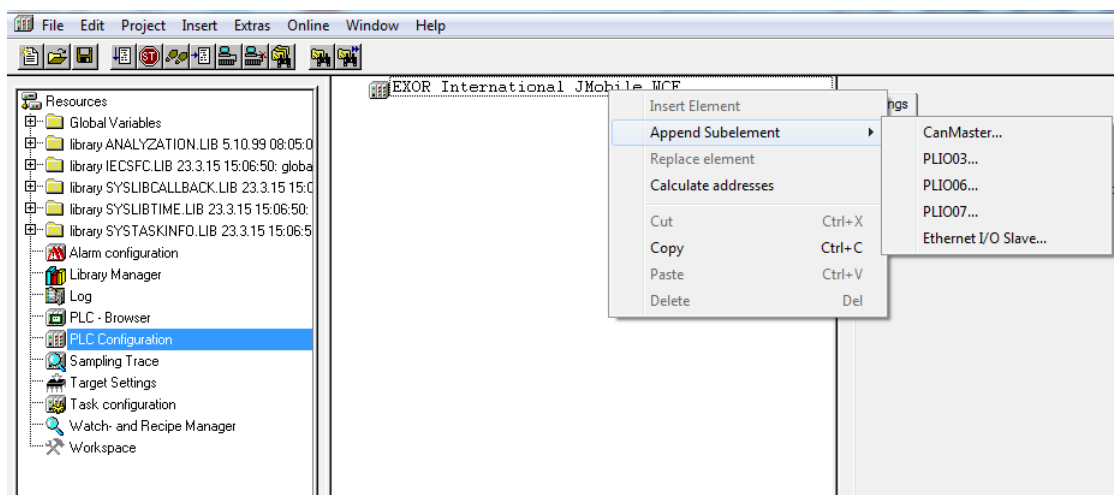 File Edit Project Insert Extras Online Window Help
Resources
Global Variables
library ANALYZATION.LIB 5.10.99 08:05:0
library IECSFC.LIB 23.3.15 15:06:50: globa
library SYSLIBCALLBACK.LIB 23.3.15 15:0
library SYSLIBTIME.LIB 23.3.15 15:06:50:
library SYSTASKINFO.LIB 23.3.15 15:06:5
Alarm configuration
Library Manager
Log
PLC - Browser
PLC Configuration
Sampling Trace
Target Settings
Task configuration
Watch- and Recipe Manager
Workspace
EXOR International JMobile WCE
Insert Element
Append Subelement
Replace element
Calculate addresses
Cut Ctrl+X
Copy Ctrl+C
Paste Ctrl+V
Delete Del
ngs
CanMaster...
PLIO03...
PLIO06...
PLIO07...
Ethernet I/O Slave...